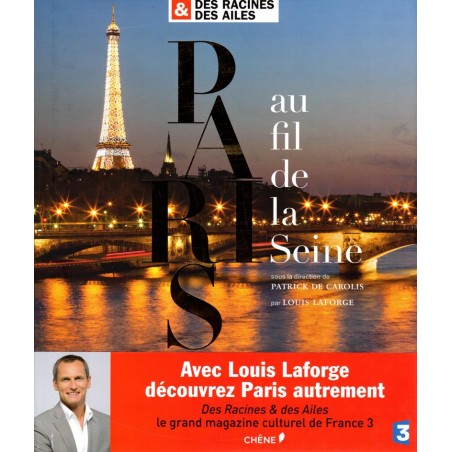 & DES RACINES
DES AILES
PARIS
au
fil
de
la
Seine
sous la direction de
PATRICK DE CAROLIS
par LOUIS LAFORGE
Avec Louis Laforge
découvrez Paris autrement
Des Racines & des Ailes
le grand magazine culturel de France 3
CHÊNE
3